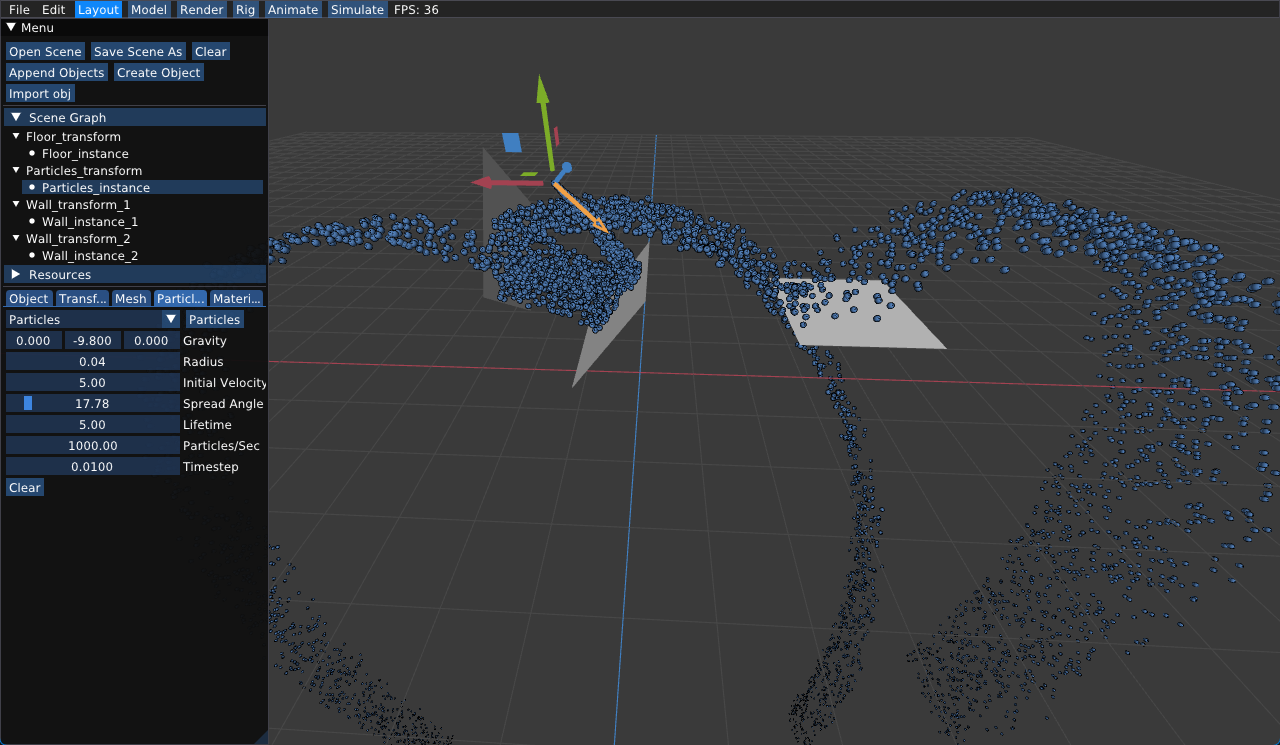 File Edit Layout Model Render Rig Animate Simulate FPS: 36
Menu
Open Scene Save Scene As Clear
Append Objects Create Object
Import obj
Scene Graph
Floor_transform
Floor_instance
Particles_transform
Particles_instance
Wall_transform_1
Wall_instance_1
Wall_transform_2
Wall_instance_2
Resources
Object Transf... Mesh Particl... Materi...
Particles Particles
0.000 -9.800 0.000 Gravity
0.04 Radius
5.00 Initial Velocity
17.78 Spread Angle
5.00 Lifetime
1000.00 Particles/Sec
0.0100 Timestep
Clear